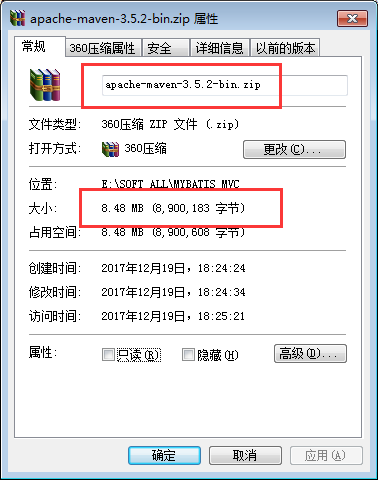 apache-maven-3.5.2-bin.zip 属性
常规 360压缩属性 安全 详细信息 以前的版本
apache-maven-3.5.2-bin.zip
文件类型: 360压缩 ZIP 文件 (.zip)
打开方式: 360压缩 更改(C)...
位置: E:\SOFT ALL\MYBATIS MVC
大小: 8.48 MB (8,900,183 字节)
占用空间: 8.48 MB (8,900,608 字节)
创建时间: 2017年12月19日，18:24:24
修改时间: 2017年12月19日，18:24:34
访问时间: 2017年12月19日，18:25:21
属性: 只读(R) 隐藏(H) 高级(D)...
确定 取消 应用(A)